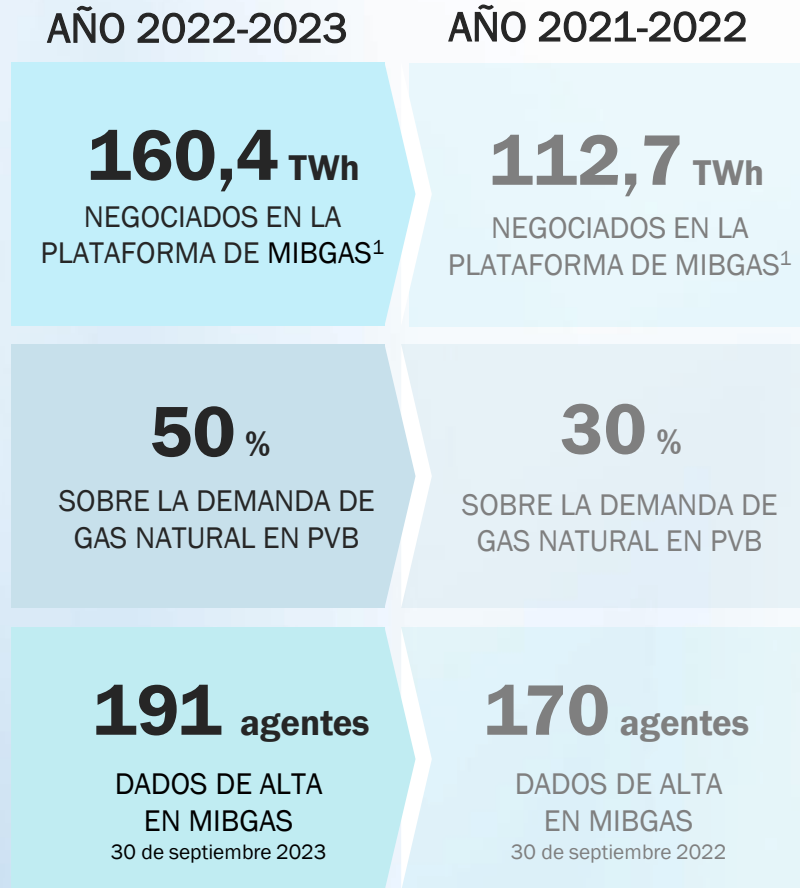 AÑO 2022-2023
160,4 TWh
NEGOCIADOS EN LA
PLATAFORMA DE MIBGAS¹
50 %
SOBRE LA DEMANDA DE
GAS NATURAL EN PVB
191 agentes
DADOS DE ALTA
EN MIBGAS
30 de septiembre 2023
AÑO 2021-2022
112,7 TWh
NEGOCIADOS EN LA
PLATAFORMA DE MIBGAS¹
30 %
SOBRE LA DEMANDA DE
GAS NATURAL EN PVB
170 agentes
DADOS DE ALTA
EN MIBGAS
30 de septiembre 2022